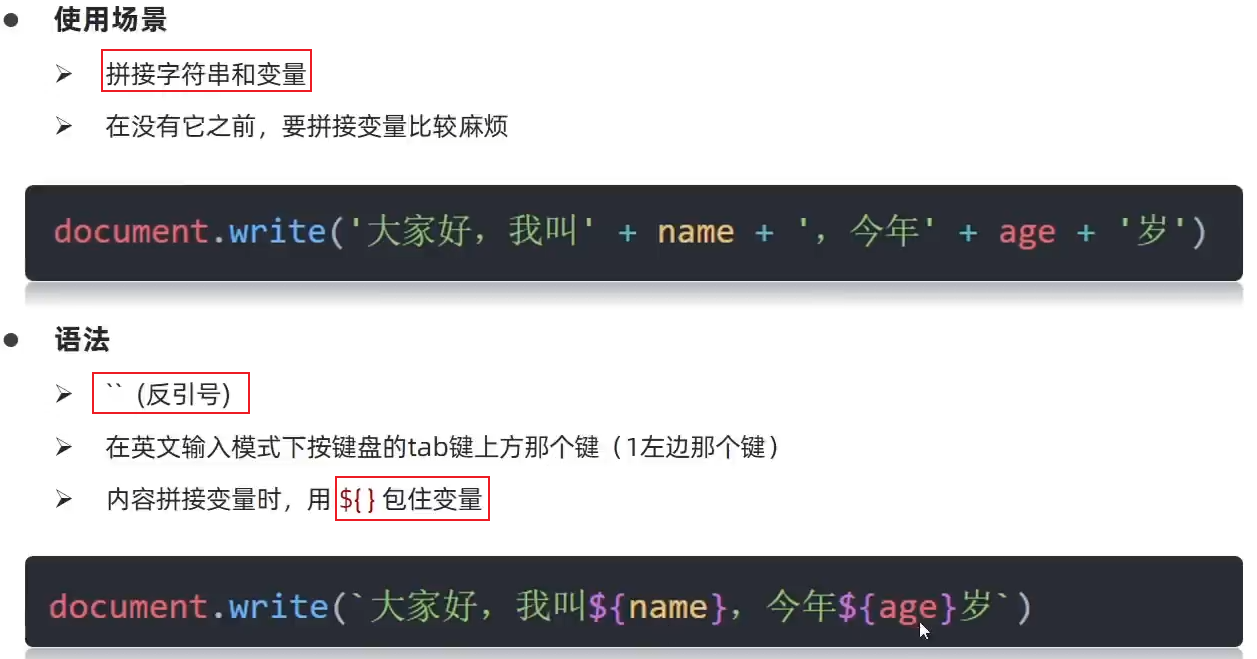 使用场景
拼接字符串和变量
在没有它之前，要拼接变量比较麻烦
document.write('大家好，我叫' + name + '，今年' + age + '岁')
语法
`` (反引号)
在英文输入模式下按键盘的tab键上方那个键（1左边那个键）
内容拼接变量时，用 ${} 包住变量
document.write(`大家好，我叫${name}，今年${age}岁`)